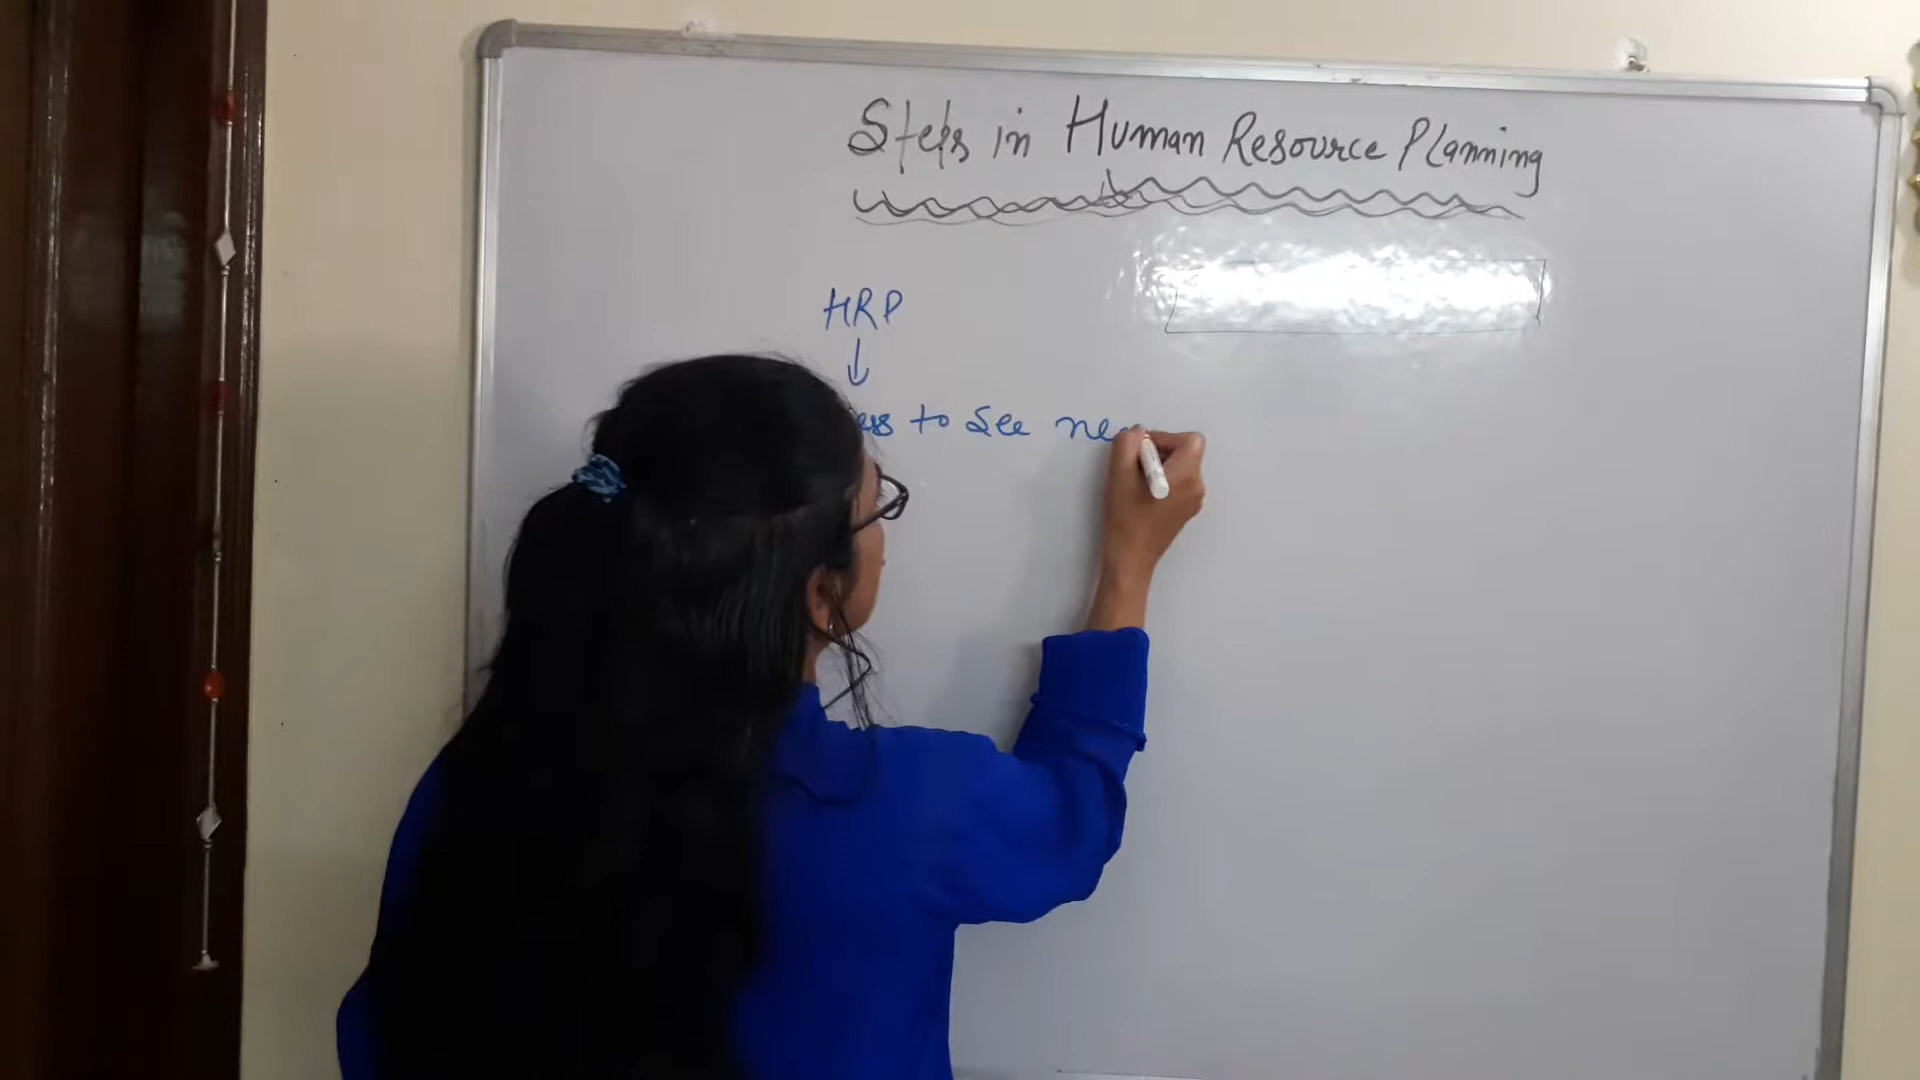 Steps in Human Resource Planning
HRP
↓
to see